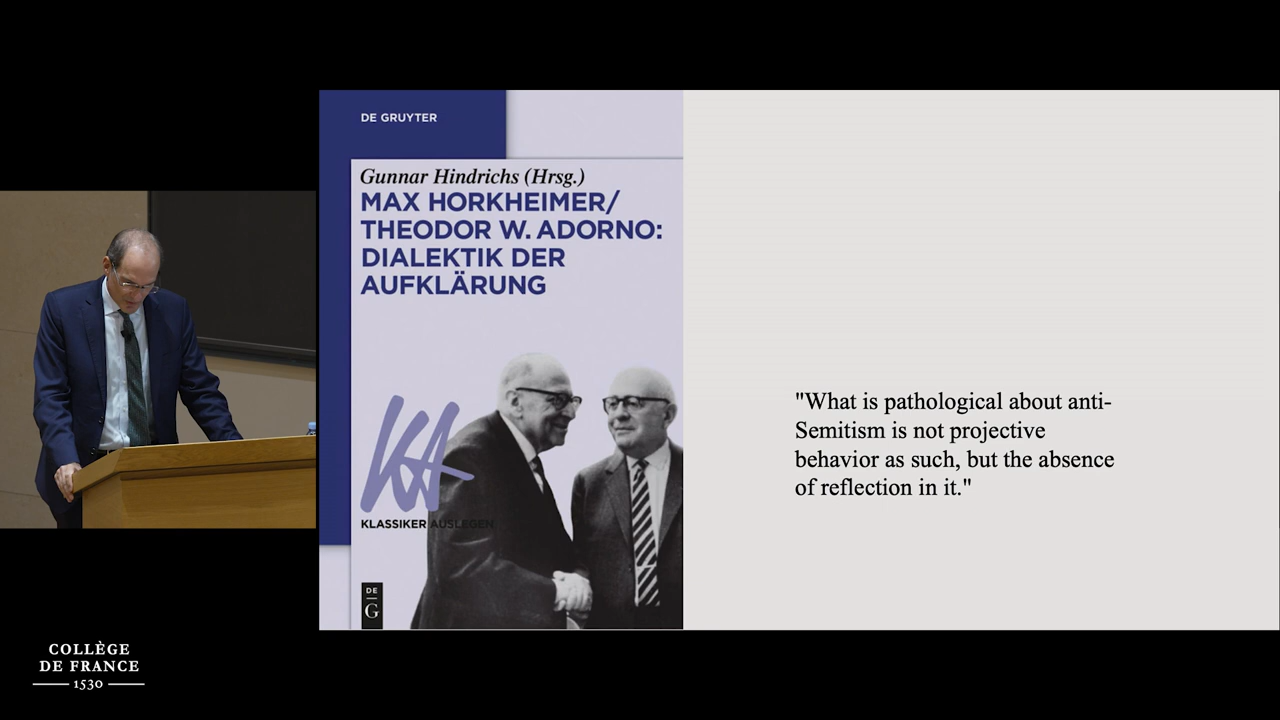 DE GRUYTER
Gunnar Hindrichs (Hrsg.)
MAX HORKHEIMER/
THEODOR W. ADORNO:
DIALEKTIK DER
AUFKLÄRUNG
KA
KLASSIKER AUSLEGEN
DE
G
"What is pathological about anti-
Semitism is not projective
behavior as such, but the absence
of reflection in it."
COLLÈGE
DE FRANCE
1530